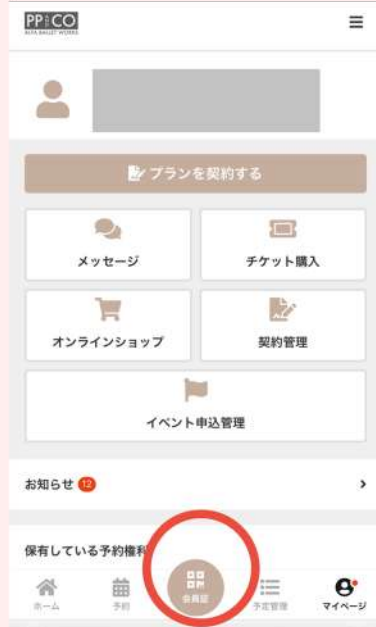 PP and CO
ALFA BALLET WORKS
プランを契約する
メッセージ
チケット購入
オンラインショップ
契約管理
イベント申込管理
お知らせ 12
保有している予約権利
ホーム
予約
会員証
予定管理
マイページ